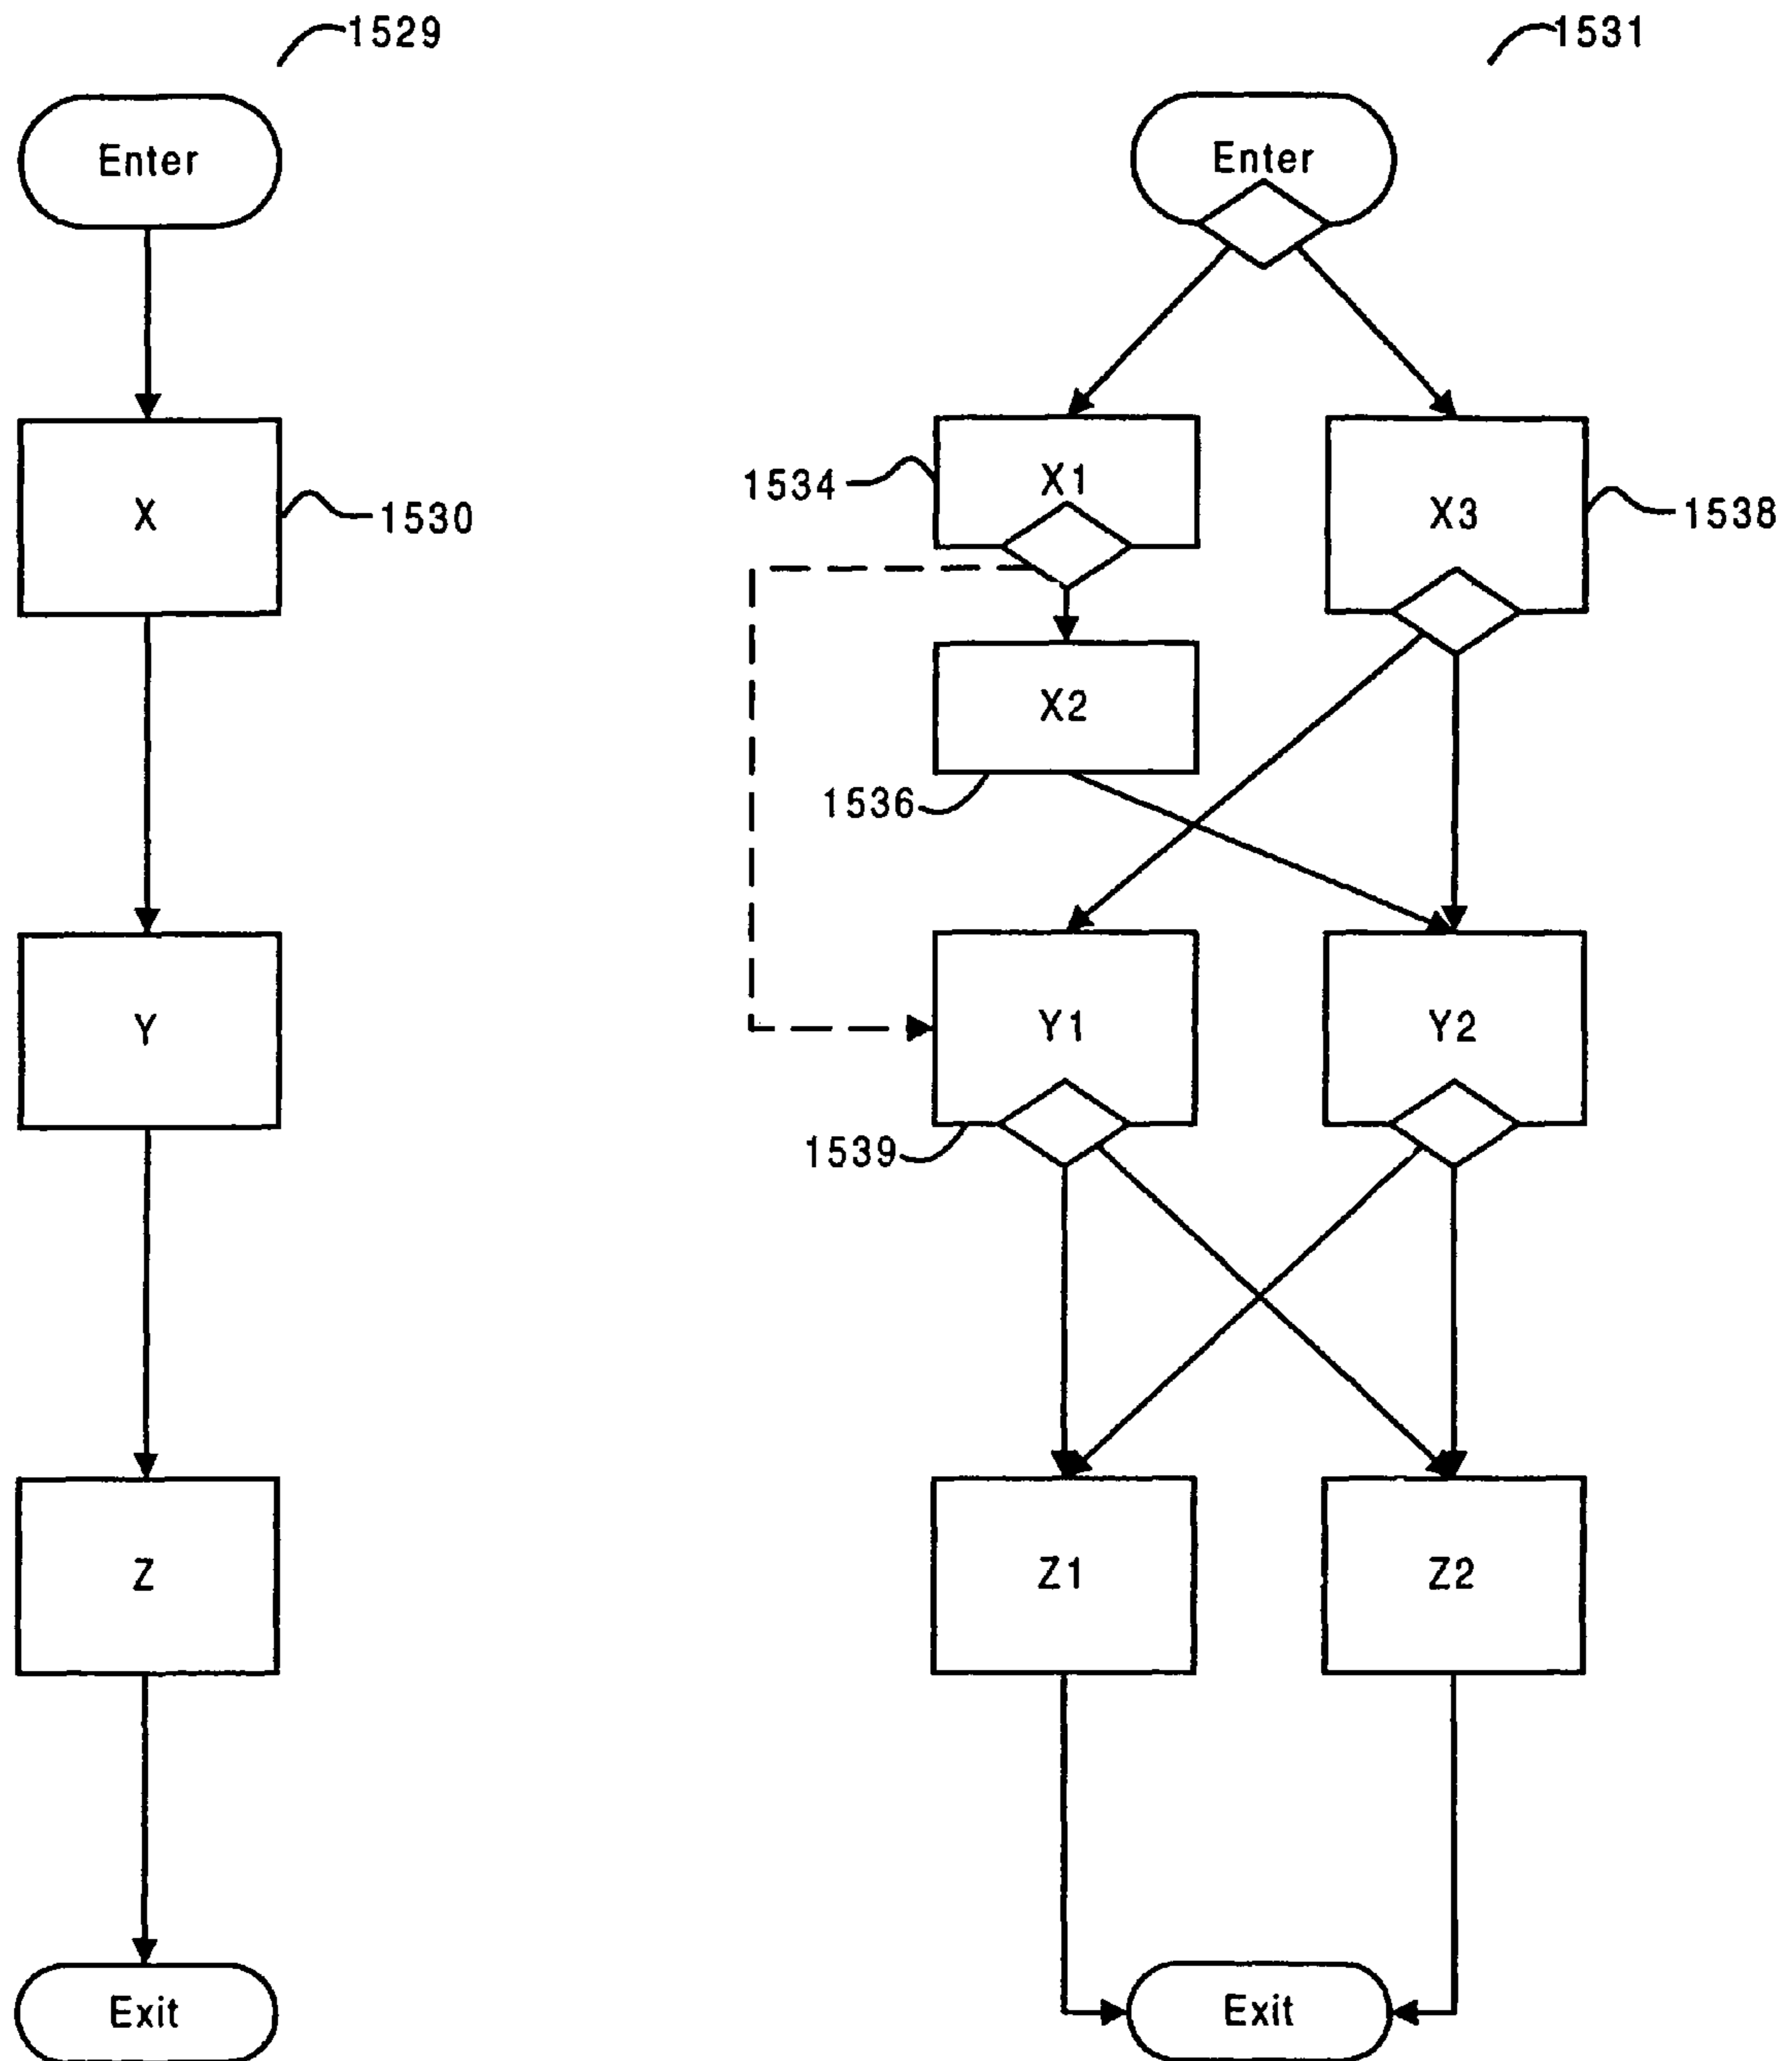 1529
Enter
X
1530
Y
Z
Exit
1531
Enter
1534
X1
X3
1538
X2
1536
Y1
Y2
1539
Z1
Z2
Exit